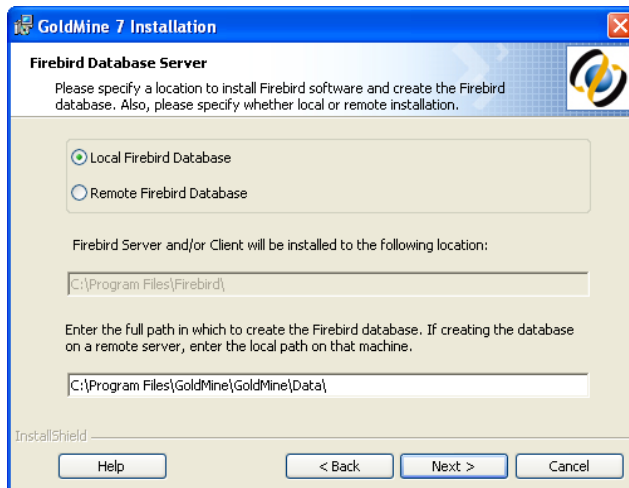 GoldMine 7 Installation
Firebird Database Server
Please specify a location to install Firebird software and create the Firebird
database. Also, please specify whether local or remote installation.
Local Firebird Database
Remote Firebird Database
Firebird Server and/or Client will be installed to the following location:
C:\Program Files\Firebird\
Enter the full path in which to create the Firebird database. If creating the database
on a remote server, enter the local path on that machine.
C:\Program Files\GoldMine\GoldMine\Data\
InstallShield
Help
< Back
Next >
Cancel